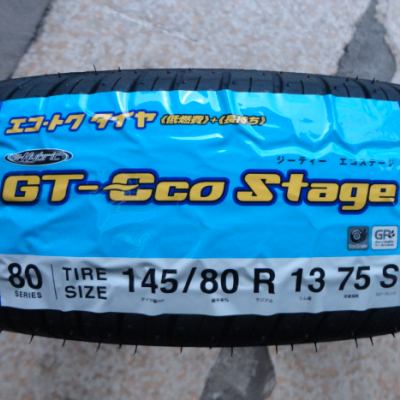 エコ・トク タイヤ 《低燃費》+《長持ち》
ジーティー エコステージ
GT-Eco Stage
80 TIRE 145/80 R 13 75 S
SERIES SIZE